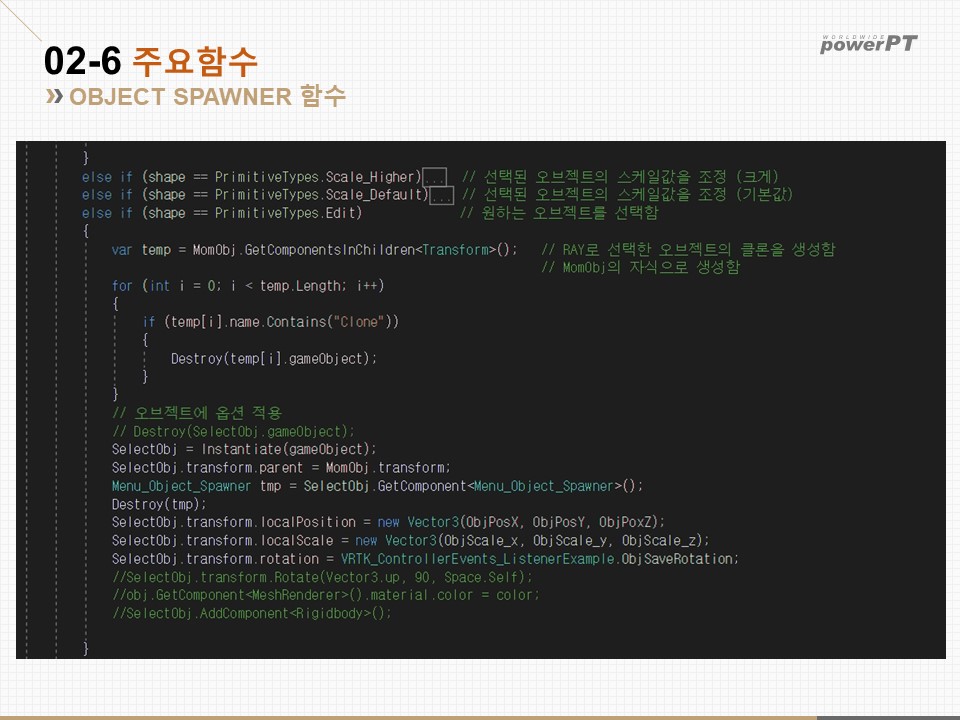 02-6 주요함수
WORLDWIDE
powerPT
» OBJECT SPAWNER 함수
}
else if (shape == PrimitiveTypes.Scale_Higher)... // 선택된 오브젝트의 스케일값을 조정 (크게)
else if (shape == PrimitiveTypes.Scale_Default)... // 선택된 오브젝트의 스케일값을 조정 (기본값)
else if (shape == PrimitiveTypes.Edit) // 원하는 오브젝트를 선택함
{
var temp = MomObj.GetComponentsInChildren<Transform>(); // RAY로 선택한 오브젝트의 클론을 생성함
// MomObj의 자식으로 생성함
for (int i = 0; i < temp.Length; i++)
{
if (temp[i].name.Contains("Clone"))
{
Destroy(temp[i].gameObject);
}
}
// 오브젝트에 옵션 적용
// Destroy(SelectObj.gameObject);
SelectObj = Instantiate(gameObject);
SelectObj.transform.parent = MomObj.transform;
Menu_Object_Spawner tmp = SelectObj.GetComponent<Menu_Object_Spawner>();
Destroy(tmp);
SelectObj.transform.localPosition = new Vector3(ObjPosX, ObjPosY, ObjPoxZ);
SelectObj.transform.localScale = new Vector3(ObjScale_x, ObjScale_y, ObjScale_z);
SelectObj.transform.rotation = VRTK_ControllerEvents_ListenerExample.ObjSaveRotation;
//SelectObj.transform.Rotate(Vector3.up, 90, Space.Self);
//obj.GetComponent<MeshRenderer>().material.color = color;
//SelectObj.AddComponent<Rigidbody>();
}